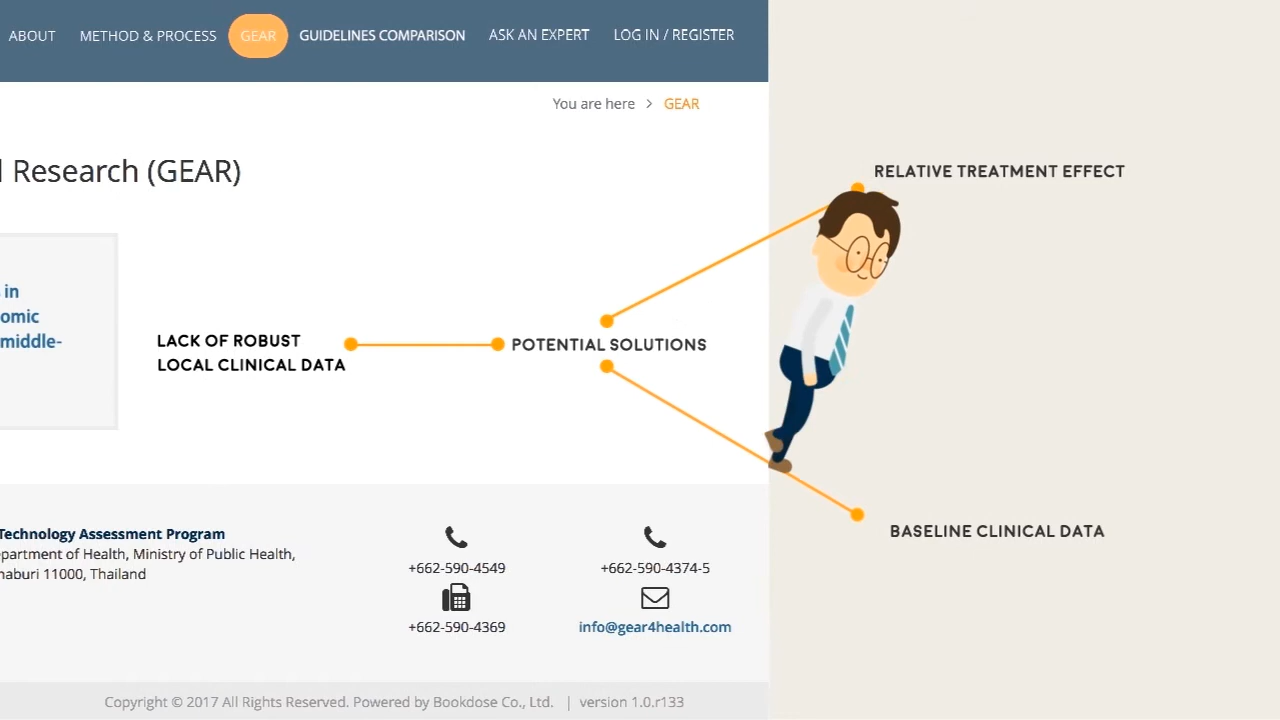 ABOUT METHOD & PROCESS GEAR GUIDELINES COMPARISON ASK AN EXPERT LOG IN / REGISTER
You are here > GEAR
Research (GEAR)
RELATIVE TREATMENT EFFECT
in
omic
middle-
LACK OF ROBUST
LOCAL CLINICAL DATA
POTENTIAL SOLUTIONS
BASELINE CLINICAL DATA
Technology Assessment Program
partment of Health, Ministry of Public Health,
haburi 11000, Thailand
+662-590-4549
+662-590-4374-5
+662-590-4369
info@gear4health.com
Copyright © 2017 All Rights Reserved. Powered by Bookdose Co., Ltd. | version 1.0.r133